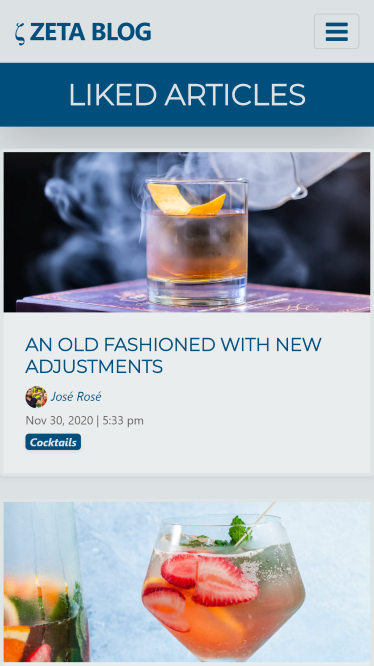 ζ ZETA BLOG
LIKED ARTICLES
AN OLD FASHIONED WITH NEW
ADJUSTMENTS
José Rosé
Nov 30, 2020 | 5:33 pm
Cocktails